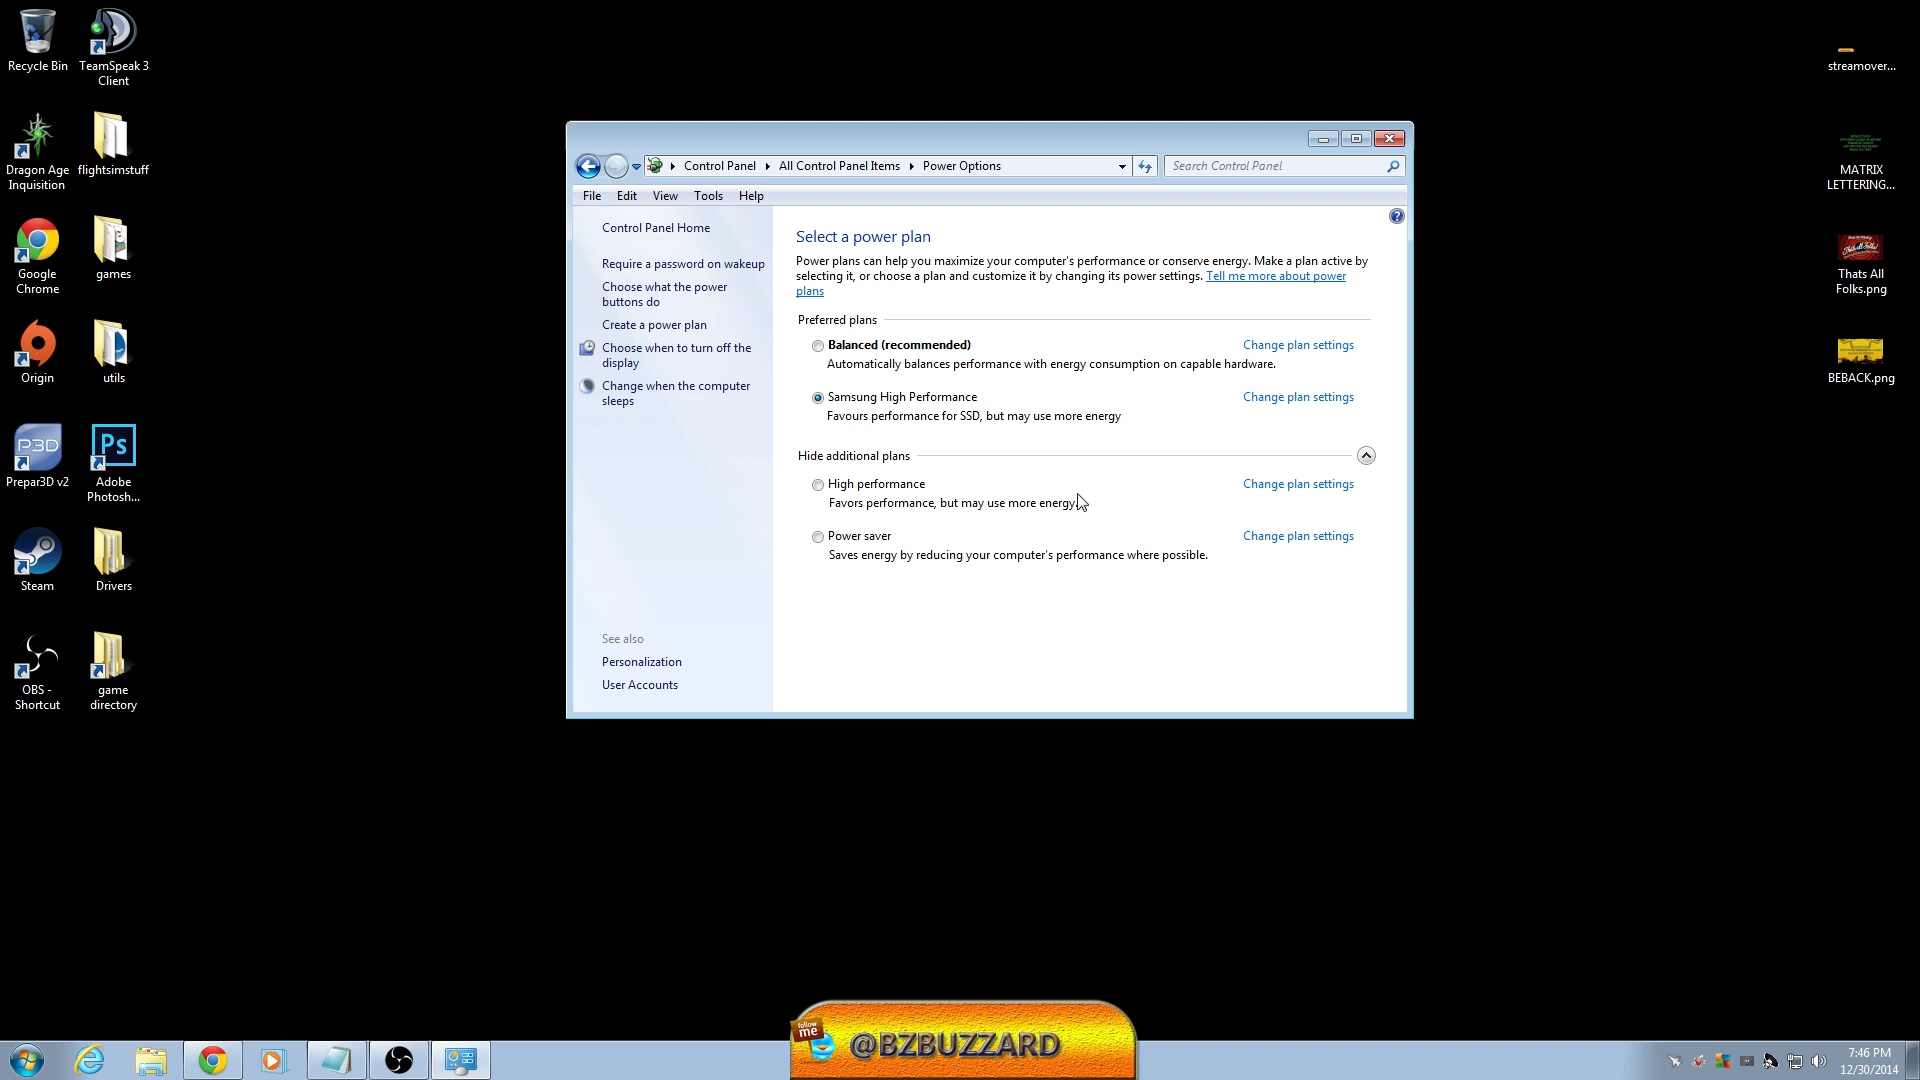 Recycle Bin
TeamSpeak 3
Client
Dragon Age
Inquisition
flightsimstuff
Google
Chrome
games
Origin
utils
P3D
Prepar3D v2
Ps
Adobe
Photosh...
Steam
Drivers
OBS -
Shortcut
game
directory
Control Panel
All Control Panel Items
Power Options
Search Control Panel
File
Edit
View
Tools
Help
Control Panel Home
Require a password on wakeup
Choose what the power
buttons do
Create a power plan
Choose when to turn off the
display
Change when the computer
sleeps
See also
Personalization
User Accounts
Select a power plan
Power plans can help you maximize your computer's performance or conserve energy. Make a plan active by
selecting it, or choose a plan and customize it by changing its power settings. Tell me more about power
plans
Preferred plans
Balanced (recommended)
Change plan settings
Automatically balances performance with energy consumption on capable hardware.
Samsung High Performance
Change plan settings
Favours performance for SSD, but may use more energy
Hide additional plans
High performance
Change plan settings
Favors performance, but may use more energy.
Power saver
Change plan settings
Saves energy by reducing your computer's performance where possible.
streamover...
MATRIX
LETTERING...
Thats All
Folks.png
BEBACK.png
follow
me
@BZBUZZARD
7:46 PM
12/30/2014